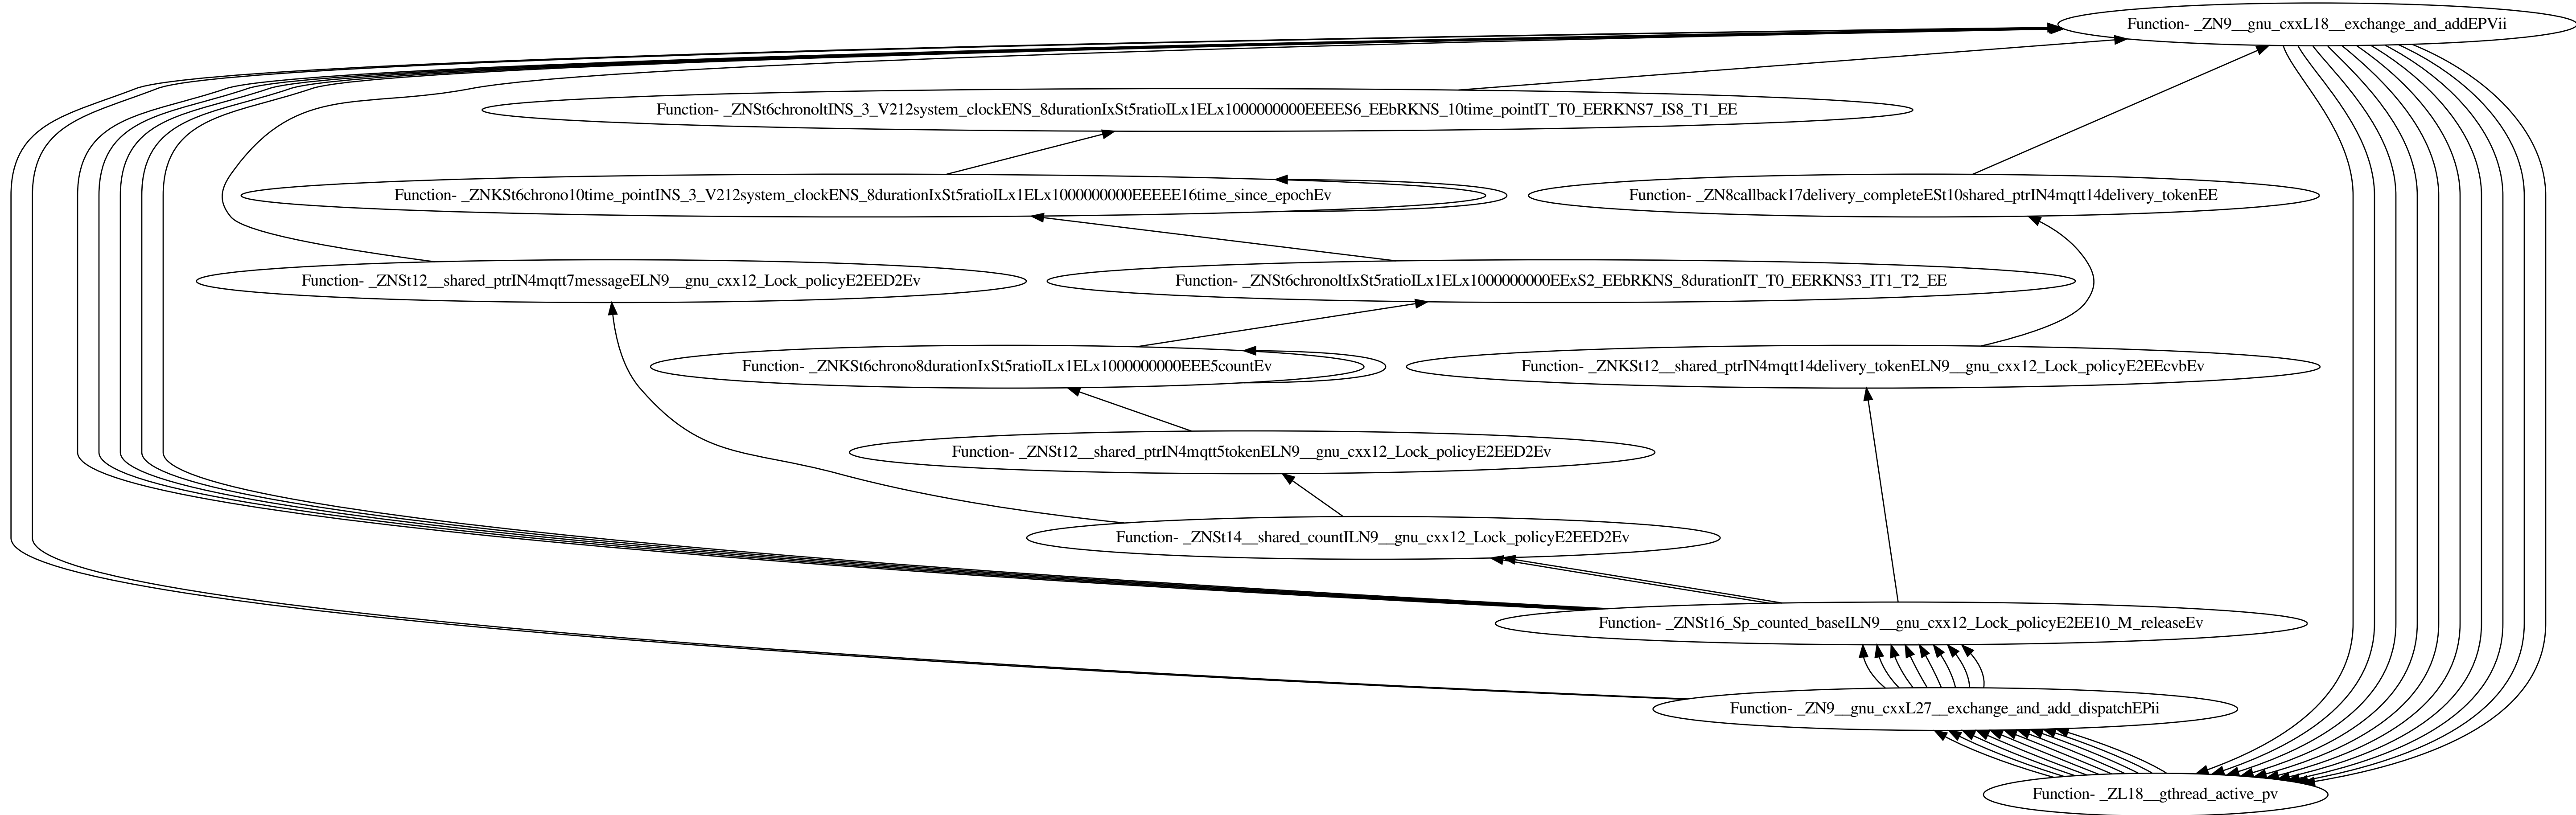 Function- _ZN9__gnu_cxxL18__exchange_and_addEPVii
Function- _ZNSt6chronoltINS_3_V212system_clockENS_8durationIxSt5ratioILx1ELx1000000000EEEES6_EEbRKNS_10time_pointIT_T0_EERKNS7_IS8_T1_EE
Function- _ZNKSt6chrono10time_pointINS_3_V212system_clockENS_8durationIxSt5ratioILx1ELx1000000000EEEEE16time_since_epochEv
Function- _ZN8callback17delivery_completeESt10shared_ptrIN4mqtt14delivery_tokenEE
Function- _ZNSt12__shared_ptrIN4mqtt7messageELN9__gnu_cxx12_Lock_policyE2EED2Ev
Function- _ZNSt6chronoltIxSt5ratioILx1ELx1000000000EExS2_EEbRKNS_8durationIT_T0_EERKNS3_IT1_T2_EE
Function- _ZNKSt6chrono8durationIxSt5ratioILx1ELx1000000000EEE5countEv
Function- _ZNKSt12__shared_ptrIN4mqtt14delivery_tokenELN9__gnu_cxx12_Lock_policyE2EEcvbEv
Function- _ZNSt12__shared_ptrIN4mqtt5tokenELN9__gnu_cxx12_Lock_policyE2EED2Ev
Function- _ZNSt14__shared_countILN9__gnu_cxx12_Lock_policyE2EED2Ev
Function- _ZNSt16_Sp_counted_baseILN9__gnu_cxx12_Lock_policyE2EE10_M_releaseEv
Function- _ZN9__gnu_cxxL27__exchange_and_add_dispatchEPii
Function- _ZL18__gthread_active_pv